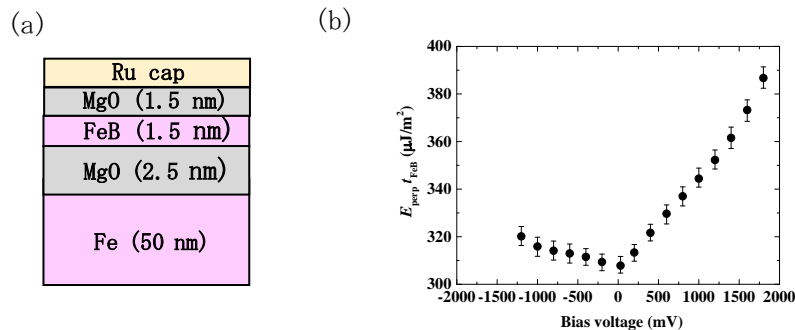 (a)
Ru cap
MgO (1.5 nm)
FeB (1.5 nm)
MgO (2.5 nm)
Fe (50 nm)
(b)
E_perp t_FeB (μJ/m²)
400
380
360
340
320
300
-2000 -1500 -1000 -500 0 500 1000 1500 2000
Bias voltage (mV)